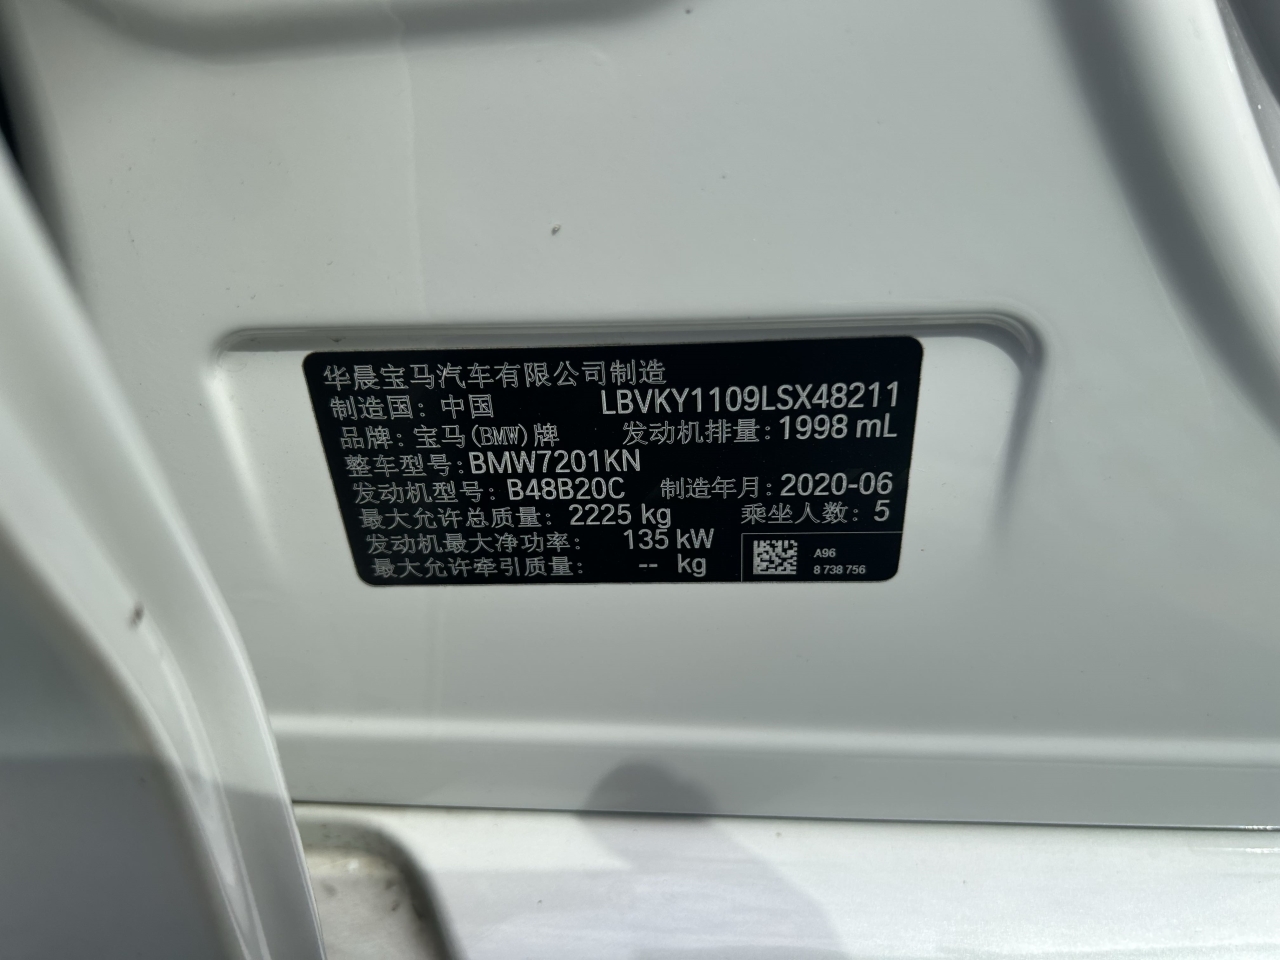 华晨宝马汽车有限公司制造
制造国：中国 LBVKY1109LSX48211
品牌：宝马(BMW)牌 发动机排量：1998 mL
整车型号：BMW7201KN
发动机型号：B48B20C 制造年月：2020-06
最大允许总质量：2225 kg 乘坐人数：5
发动机最大净功率：135 kW
最大允许牵引质量：-- kg
A96
8 738 756